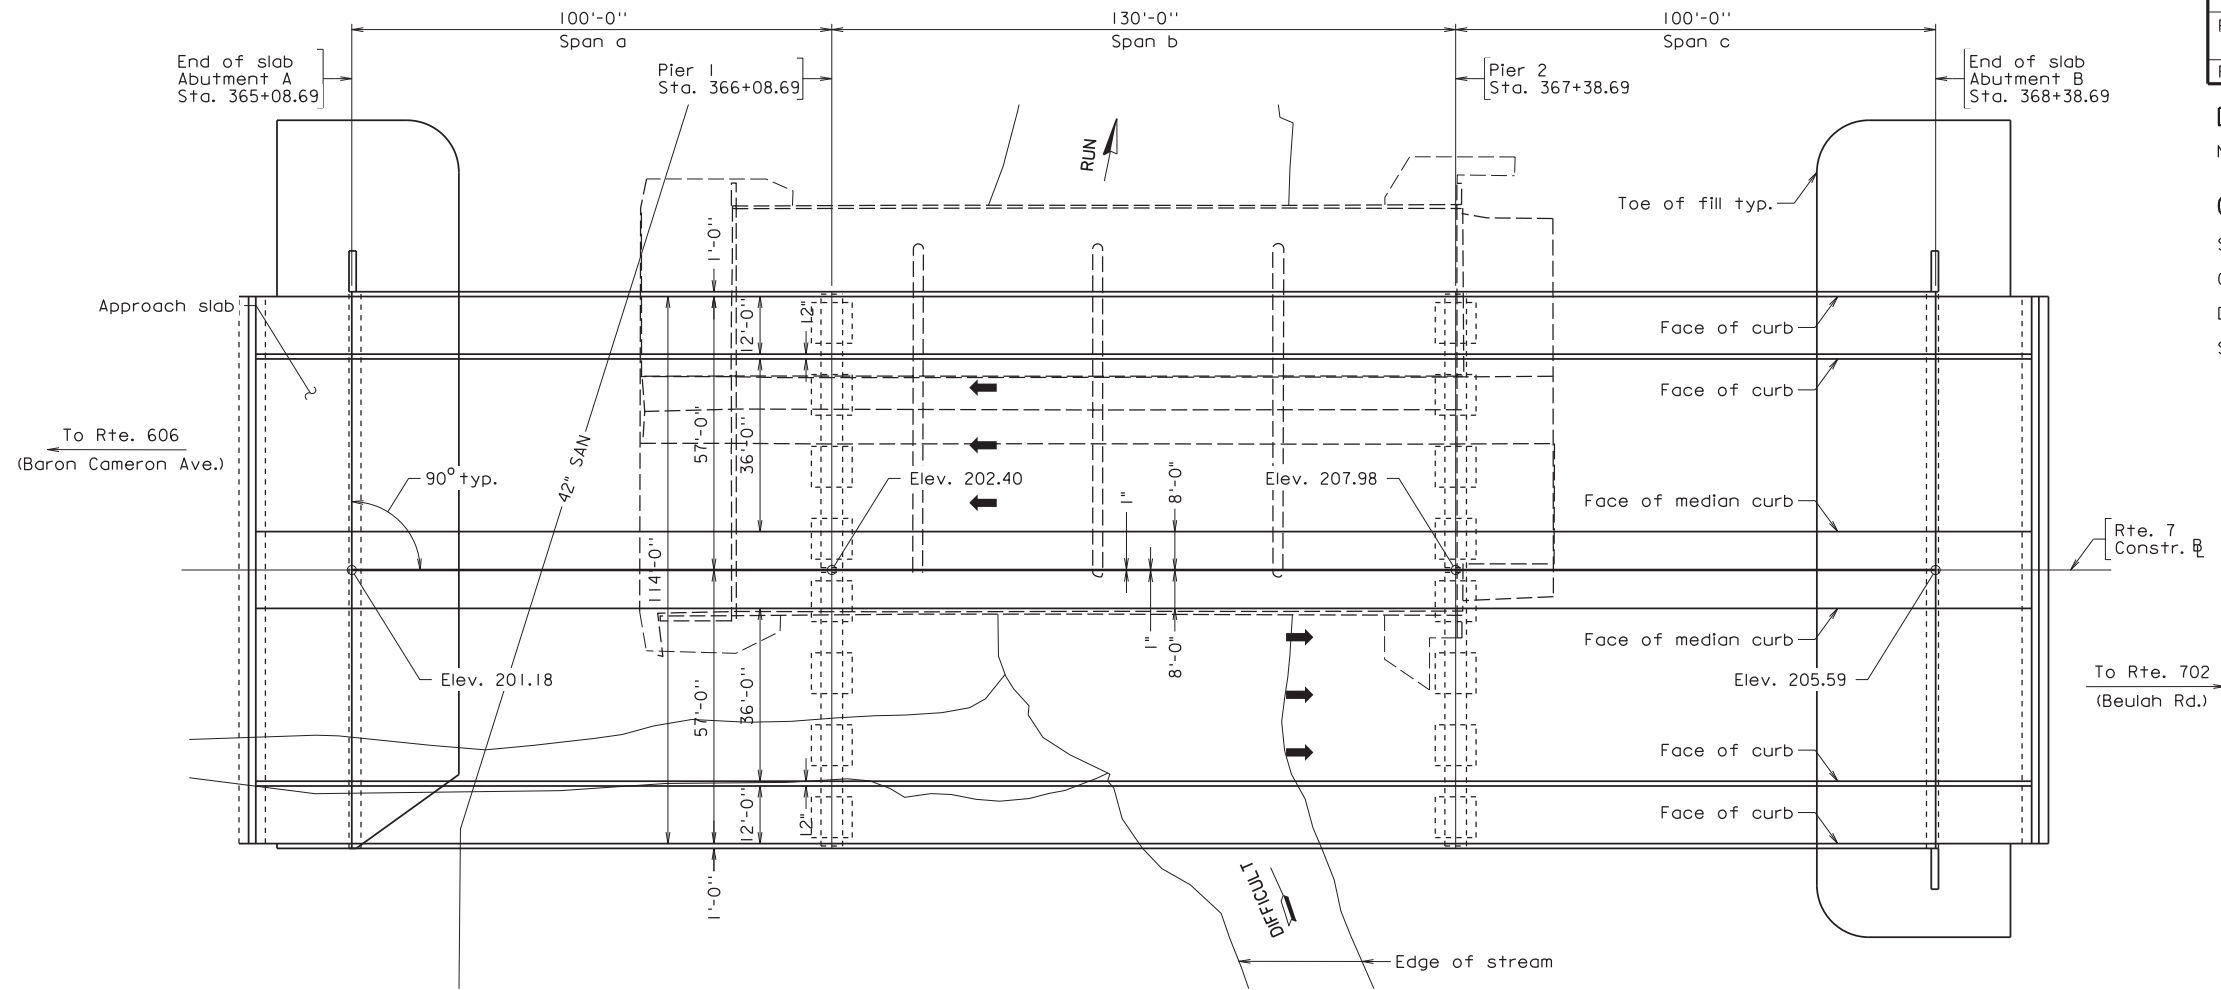 100'-0"
Span a
130'-0"
Span b
100'-0"
Span c
End of slab
Abutment A
Sta. 365+08.69
Pier 1
Sta. 366+08.69
Pier 2
Sta. 367+38.69
End of slab
Abutment B
Sta. 368+38.69
RUN
Toe of fill typ.
1'-0"
Approach slab
12'-0"
12"
Face of curb
Face of curb
To Rte. 606
(Baron Cameron Ave.)
57'-0"
36'-0"
42" SAN
90° typ.
Elev. 202.40
1"
8'-0"
Elev. 207.98
Face of median curb
Rte. 7
Constr. BL
114'-0"
1"
8'-0"
Face of median curb
Elev. 201.18
Elev. 205.59
To Rte. 702
(Beulah Rd.)
57'-0"
36'-0"
Face of curb
12'-0"
12"
Face of curb
1'-0"
DIFFICULT
Edge of stream